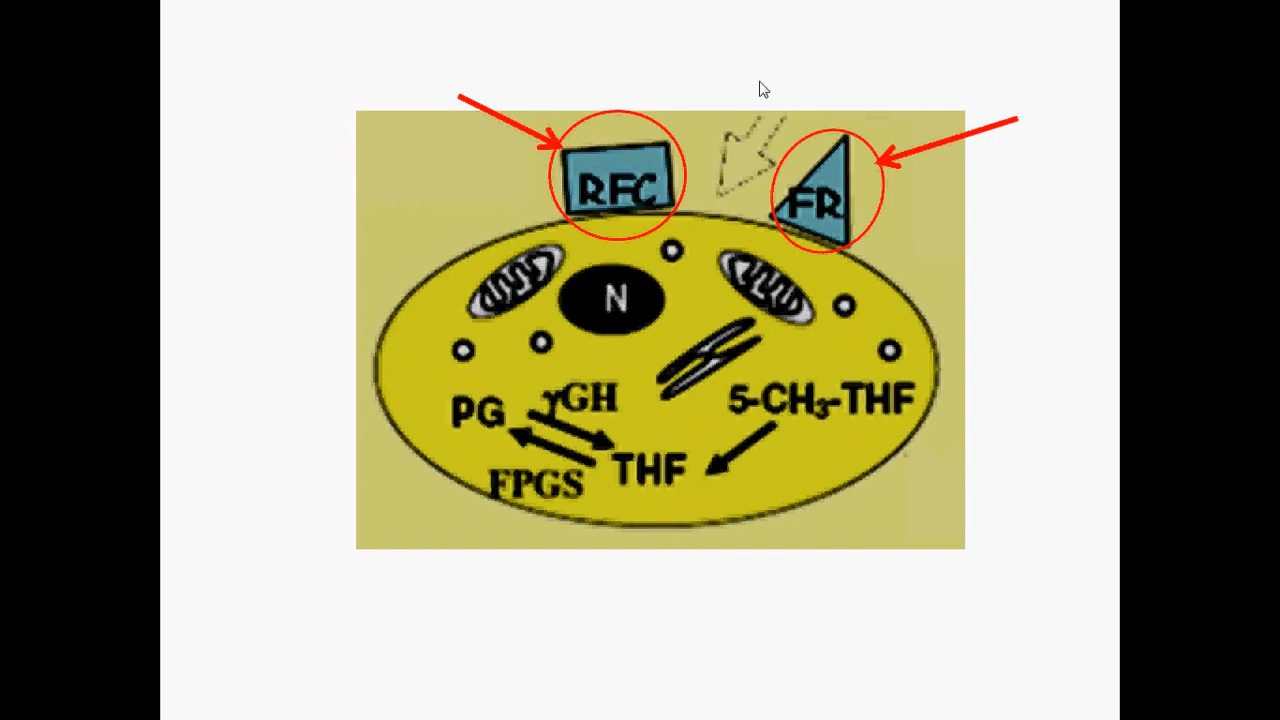 RFC
FR
N
γGH
PG
5-CH₃-THF
THF
FPGS